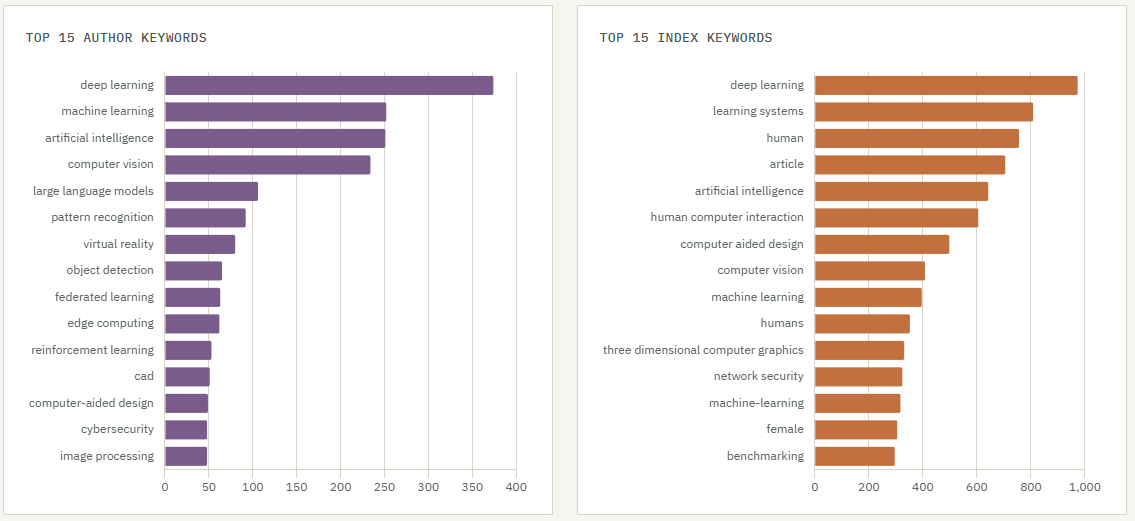 TOP 15 AUTHOR KEYWORDS
deep learning
machine learning
artificial intelligence
computer vision
large language models
pattern recognition
virtual reality
object detection
federated learning
edge computing
reinforcement learning
cad
computer-aided design
cybersecurity
image processing
0 50 100 150 200 250 300 350 400
TOP 15 INDEX KEYWORDS
deep learning
learning systems
human
article
artificial intelligence
human computer interaction
computer aided design
computer vision
machine learning
humans
three dimensional computer graphics
network security
machine-learning
female
benchmarking
0 200 400 600 800 1,000